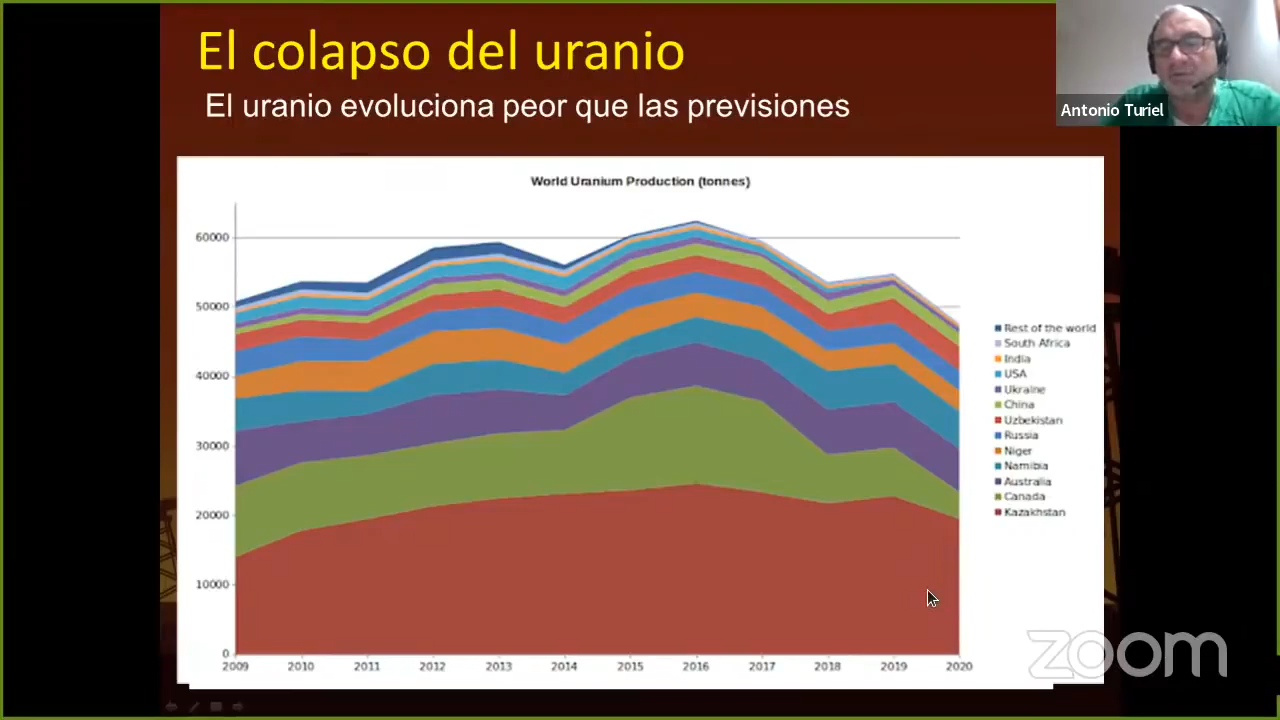 El colapso del uranio
El uranio evoluciona peor que las previsiones
Antonio Turiel
World Uranium Production (tonnes)
60000
50000
40000
30000
20000
10000
0
2009 2010 2011 2012 2013 2014 2015 2016 2017 2018 2019 2020
Rest of the world
South Africa
India
USA
Ukraine
China
Uzbekistan
Russia
Niger
Namibia
Australia
Canada
Kazakhstan
zoom